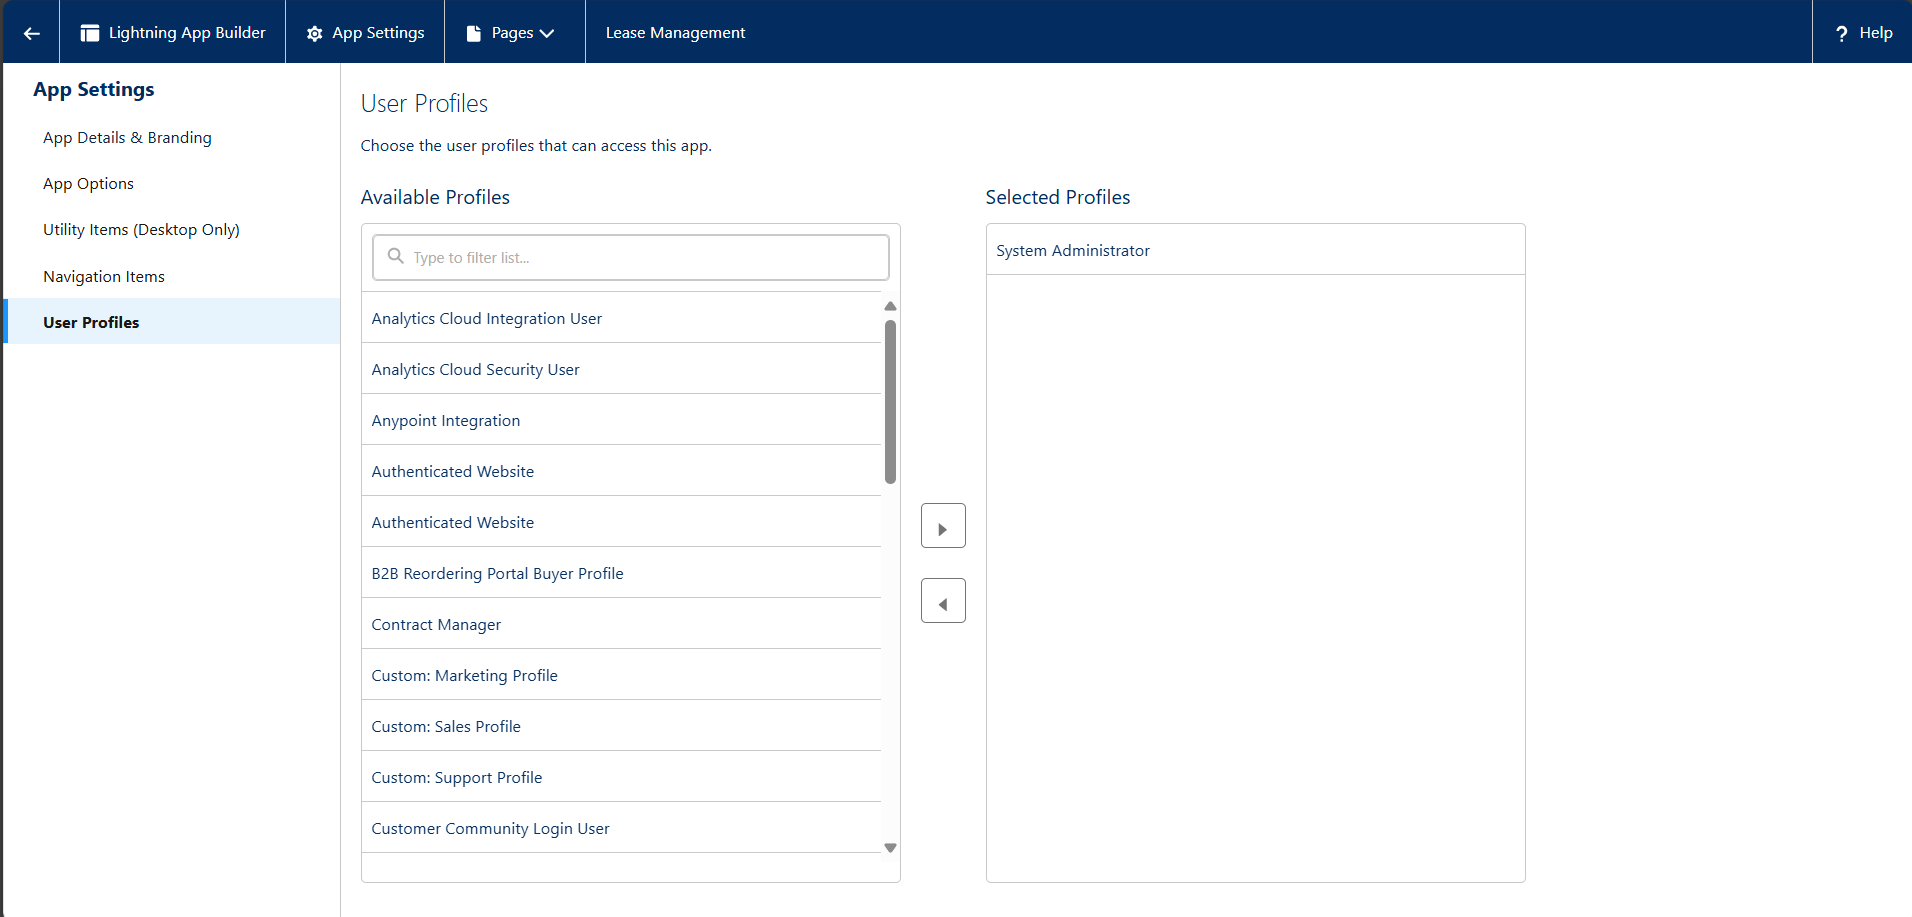 Lightning App Builder
App Settings
Pages
Lease Management
? Help
App Settings
App Details & Branding
App Options
Utility Items (Desktop Only)
Navigation Items
User Profiles
User Profiles
Choose the user profiles that can access this app.
Available Profiles
Type to filter list...
Analytics Cloud Integration User
Analytics Cloud Security User
Anypoint Integration
Authenticated Website
Authenticated Website
B2B Reordering Portal Buyer Profile
Contract Manager
Custom: Marketing Profile
Custom: Sales Profile
Custom: Support Profile
Customer Community Login User
Selected Profiles
System Administrator